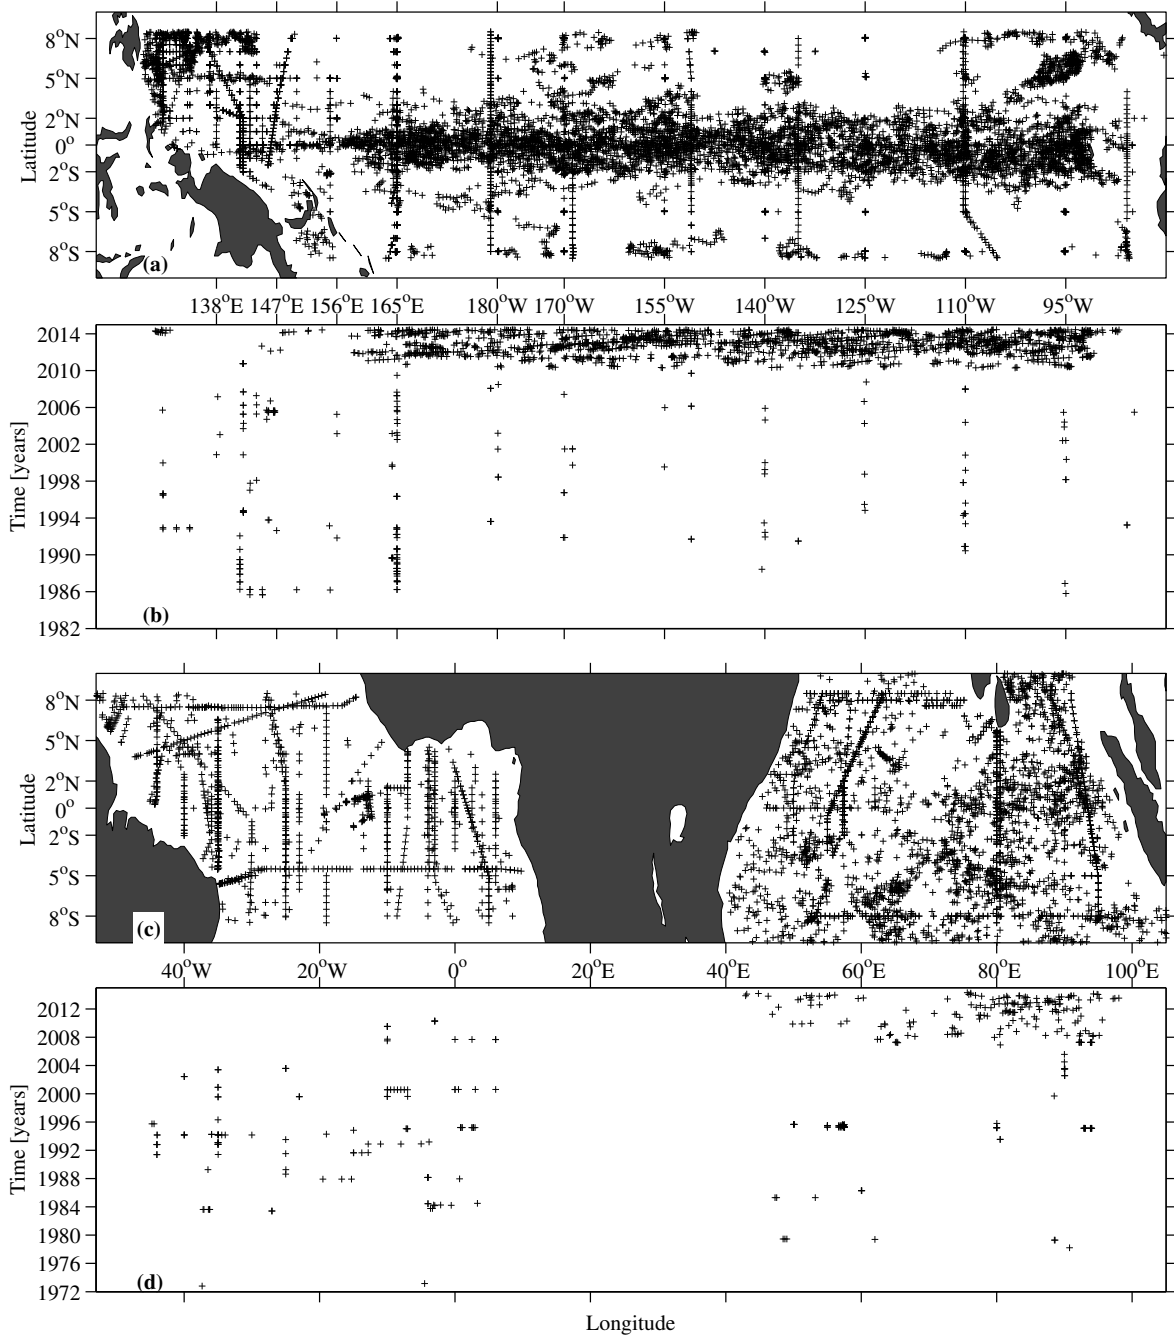 8°N
5°N
2°N
0°
2°S
5°S
8°S
Latitude
(a)
138°E 147°E 156°E 165°E 180°W 170°W 155°W 140°W 125°W 110°W 95°W
2014
2010
2006
2002
1998
1994
1990
1986
1982
Time [years]
(b)
8°N
5°N
2°N
0°
2°S
5°S
8°S
Latitude
(c)
40°W 20°W 0° 20°E 40°E 60°E 80°E 100°E
2012
2008
2004
2000
1996
1992
1988
1984
1980
1976
1972
Time [years]
(d)
Longitude